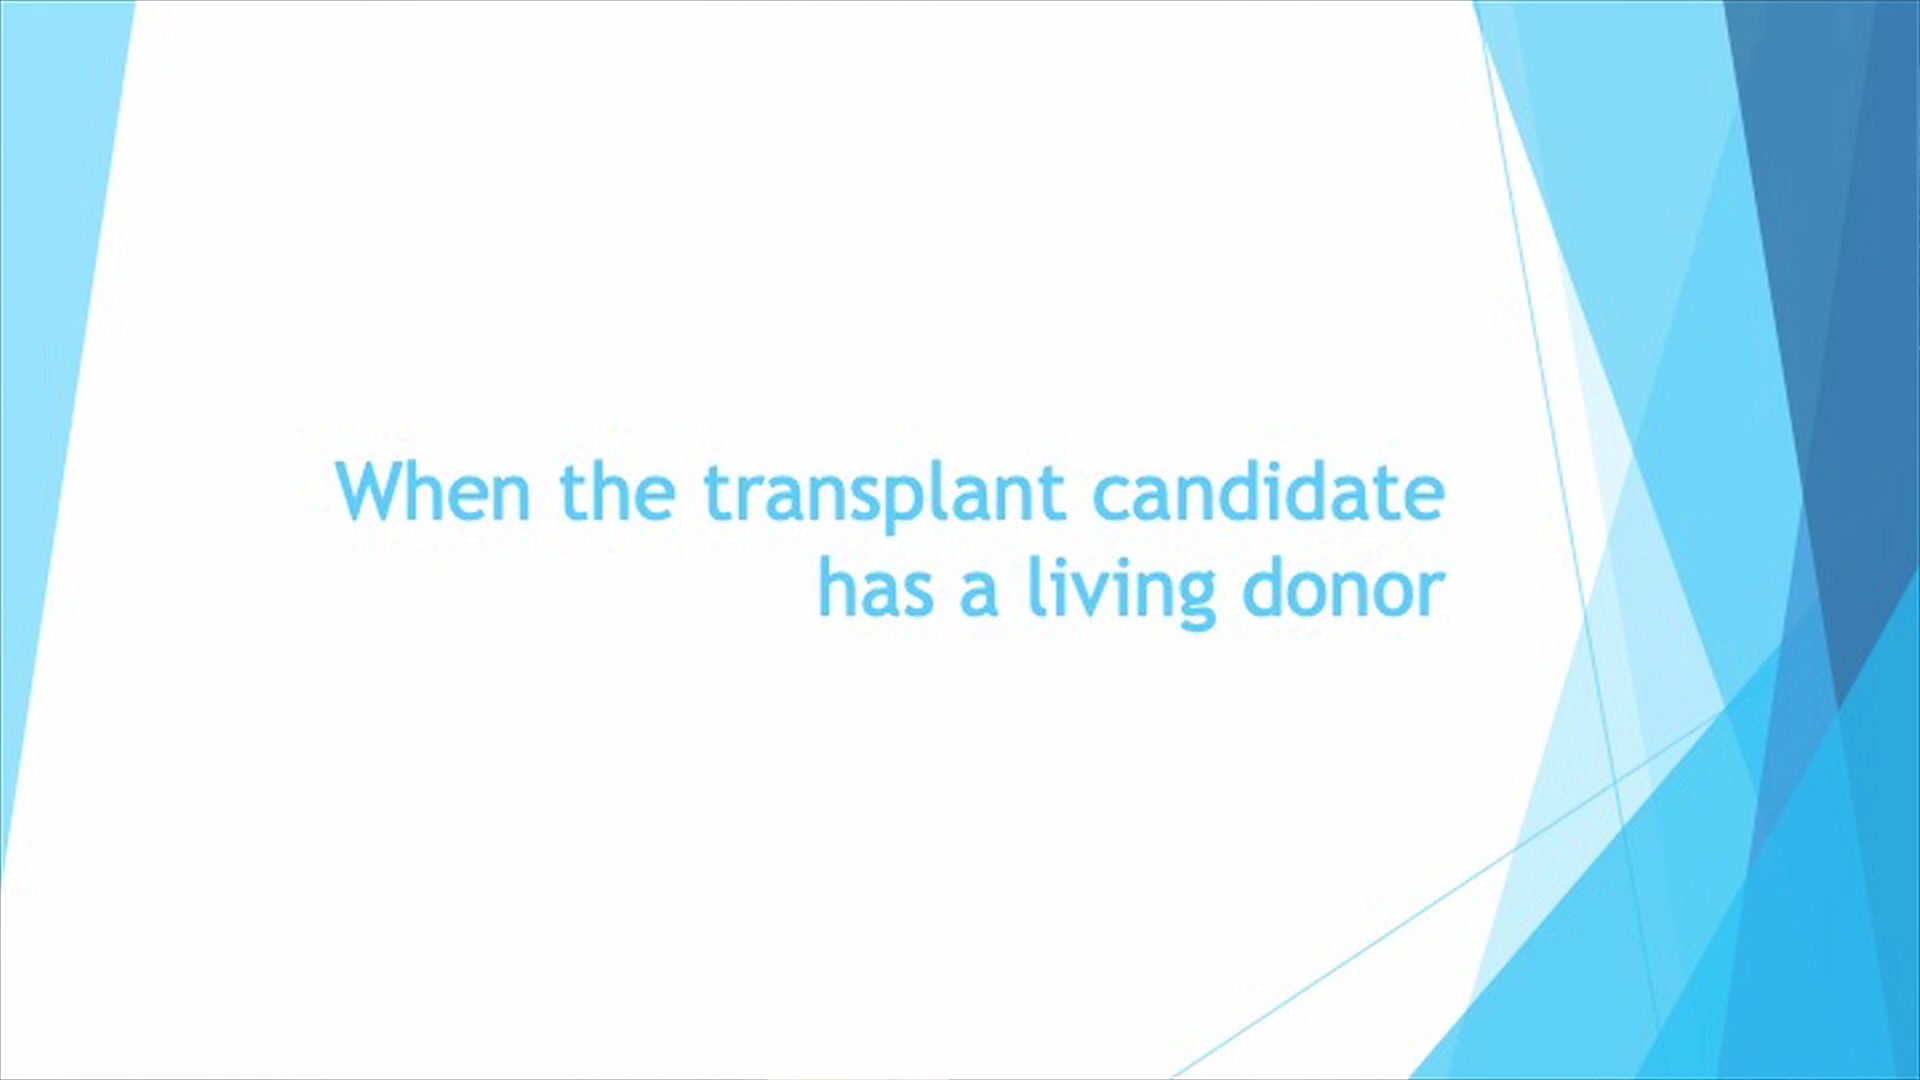 When the transplant candidate
has a living donor